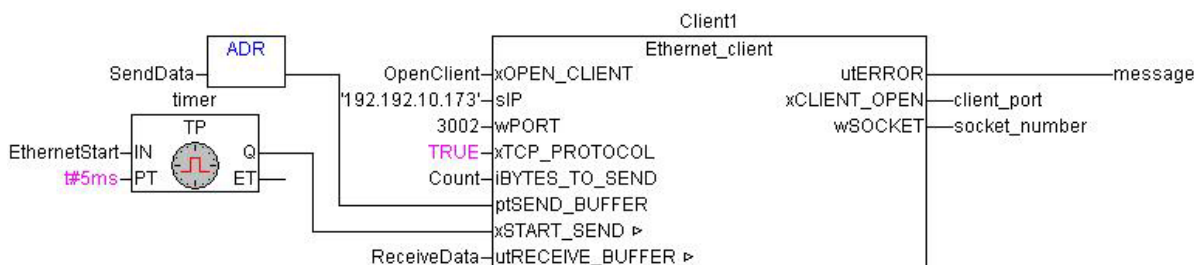 Client1
ADR
Ethernet_client
SendData
OpenClient xOPEN_CLIENT utERROR message
timer
'192.192.10.173' sIP xCLIENT_OPEN client_port
TP
3002 wPORT wSOCKET socket_number
EthernetStart IN Q
TRUE xTCP_PROTOCOL
t#5ms PT ET
Count iBYTES_TO_SEND
ptSEND_BUFFER
xSTART_SEND ▹
ReceiveData utRECEIVE_BUFFER ▹